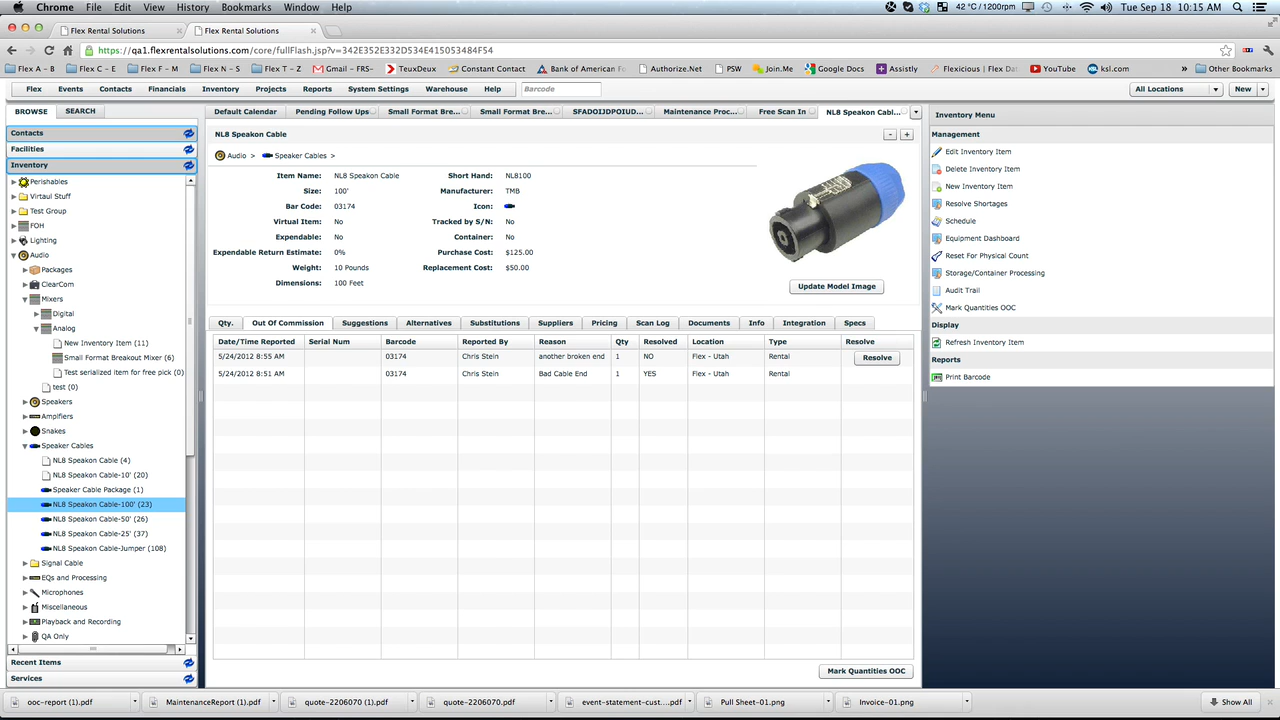 Chrome File Edit View History Bookmarks Window Help 42 °C / 1200rpm Tue Sep 18 10:15 AM
Flex Rental Solutions Flex Rental Solutions
https://qa1.flexrentalsolutions.com/core/fullFlash.jsp?v=342E352E332D534E415053484F54
Flex A - B Flex C - E Flex F - M Flex N - S Flex T - Z Gmail - FRS- TeuxDeux Constant Contact Bank of American F Authorize.Net PSW Join.Me Google Docs Assistly Flexicious / Flex Dat YouTube ksl.com » Other Bookmarks
Flex Events Contacts Financials Inventory Projects Reports System Settings Warehouse Help Barcode All Locations New
BROWSE SEARCH
Default Calendar Pending Follow Ups Small Format Bre... Small Format Bre... SFADOIJDPOIUD... Maintenance Proc... Free Scan In NL8 Speakon Cabl...
Contacts
Facilities
Inventory
Perishables
Virtaul Stuff
Test Group
FOH
Lighting
Audio
Packages
ClearCom
Mixers
Digital
Analog
New Inventory Item (11)
Small Format Breakout Mixer (6)
Test serialized item for free pick (0)
test (0)
Speakers
Ampifiers
Snakes
Speaker Cables
NL8 Speakon Cable (4)
NL8 Speakon Cable-10' (20)
Speaker Cable Package (1)
NL8 Speakon Cable-100' (23)
NL8 Speakon Cable-50' (26)
NL8 Speakon Cable-25' (37)
NL8 Speakon Cable-Jumper (108)
Signal Cable
EQs and Processing
Microphones
Miscellaneous
Playback and Recording
QA Only
Recent Items
Services
NL8 Speakon Cable - +
Audio > Speaker Cables >
Item Name: NL8 Speakon Cable Short Hand: NL8100
Size: 100' Manufacturer: TMB
Bar Code: 03174 Icon:
Virtual Item: No Tracked by S/N: No
Expendable: No Container: No
Expendable Return Estimate: 0% Purchase Cost: $125.00
Weight: 10 Pounds Replacement Cost: $50.00
Dimensions: 100 Feet
Update Model Image
Qty. Out Of Commission Suggestions Alternatives Substitutions Suppliers Pricing Scan Log Documents Info Integration Specs
Date/Time Reported Serial Num Barcode Reported By Reason Qty Resolved Location Type Resolve
5/24/2012 8:55 AM 03174 Chris Stein another broken end 1 NO Flex - Utah Rental Resolve
5/24/2012 8:51 AM 03174 Chris Stein Bad Cable End 1 YES Flex - Utah Rental
Mark Quantities OOC
Inventory Menu
Management
Edit Inventory Item
Delete Inventory Item
New Inventory Item
Resolve Shortages
Schedule
Equipment Dashboard
Reset For Physical Count
Storage/Container Processing
Audit Trail
Mark Quantities OOC
Display
Refresh Inventory Item
Reports
Print Barcode
ooc-report (1).pdf MaintenanceReport (1).pdf quote-2206070 (1).pdf quote-2206070.pdf event-statement-cust....pdf Pull Sheet-01.png Invoice-01.png Show All